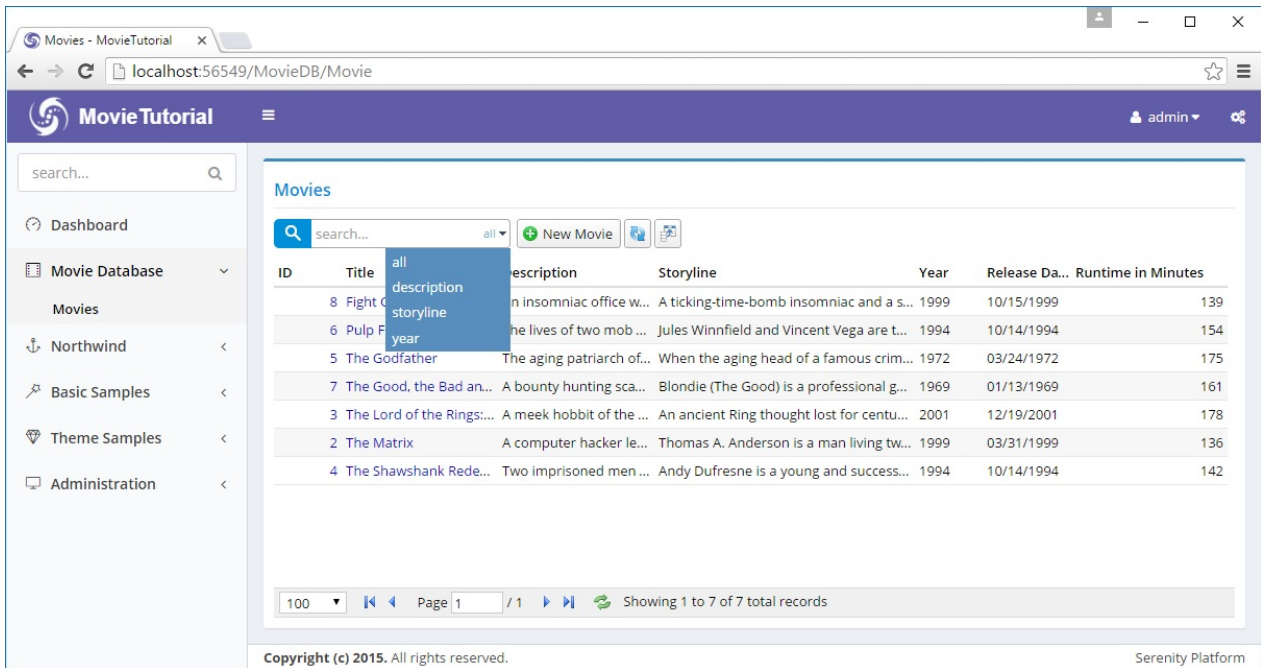 Movies - MovieTutorial
localhost:56549/MovieDB/Movie
MovieTutorial
admin
search...
Dashboard
Movie Database
Movies
Northwind
Basic Samples
Theme Samples
Administration
Movies
search... all New Movie
all
description
storyline
year
ID Title escription Storyline Year Release Da... Runtime in Minutes
8 Fight n insomniac office w... A ticking-time-bomb insomniac and a s... 1999 10/15/1999 139
6 Pulp F he lives of two mob ... Jules Winnfield and Vincent Vega are t... 1994 10/14/1994 154
5 The Godfather The aging patriarch of... When the aging head of a famous crim... 1972 03/24/1972 175
7 The Good, the Bad an... A bounty hunting sca... Blondie (The Good) is a professional g... 1969 01/13/1969 161
3 The Lord of the Rings:... A meek hobbit of the ... An ancient Ring thought lost for centu... 2001 12/19/2001 178
2 The Matrix A computer hacker le... Thomas A. Anderson is a man living tw... 1999 03/31/1999 136
4 The Shawshank Rede... Two imprisoned men ... Andy Dufresne is a young and success... 1994 10/14/1994 142
100 Page 1 / 1 Showing 1 to 7 of 7 total records
Copyright (c) 2015. All rights reserved.
Serenity Platform